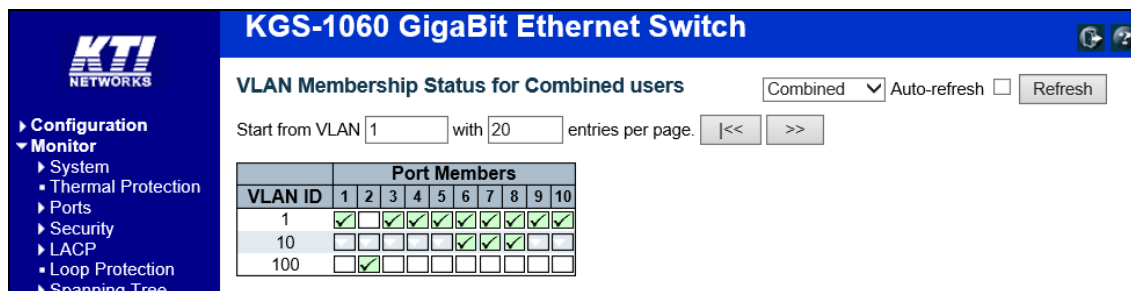 KTI
NETWORKS
KGS-1060 GigaBit Ethernet Switch
Configuration
Monitor
System
Thermal Protection
Ports
Security
LACP
Loop Protection
Spanning Tree
VLAN Membership Status for Combined users
Combined Auto-refresh Refresh
Start from VLAN 1 with 20 entries per page. |<< >>
Port Members
VLAN ID 1 2 3 4 5 6 7 8 9 10
1
10
100